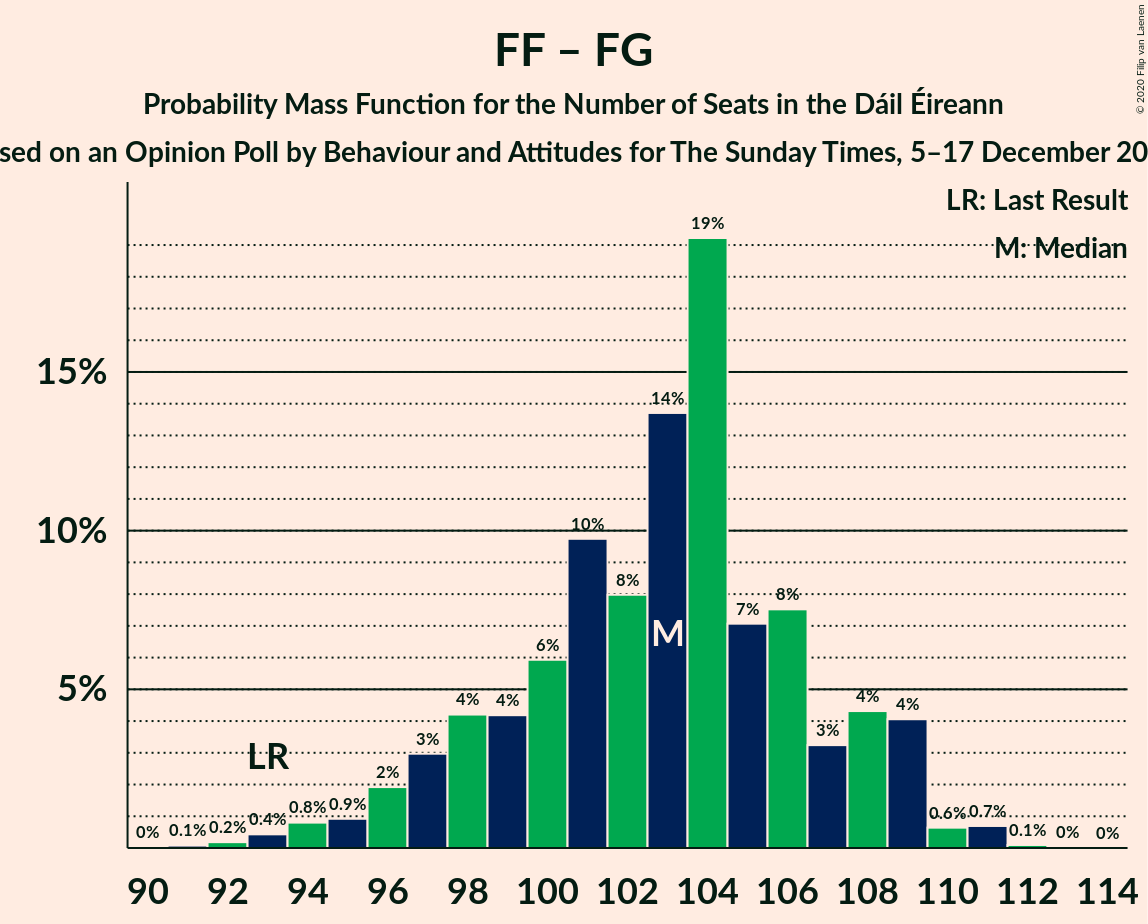 FF – FG
Probability Mass Function for the Number of Seats in the Dáil Éireann
sed on an Opinion Poll by Behaviour and Attitudes for The Sunday Times, 5–17 December 20
© 2020 Filip van Laenen
LR: Last Result
M: Median
15%
10%
5%
LR
M
0% 0.1% 0.2% 0.4% 0.8% 0.9% 2% 3% 4% 4% 6% 10% 8% 14% 19% 7% 8% 3% 4% 4% 0.6% 0.7% 0.1% 0% 0%
90 92 94 96 98 100 102 104 106 108 110 112 114